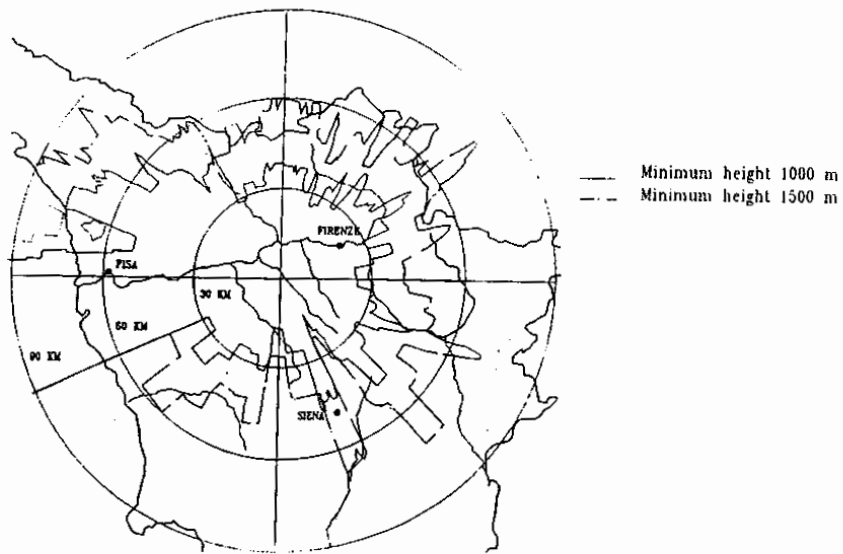 Minimum height 1000 m
Minimum height 1500 m
FIRENZE
PISA
30 KM
60 KM
90 KM
SIENA